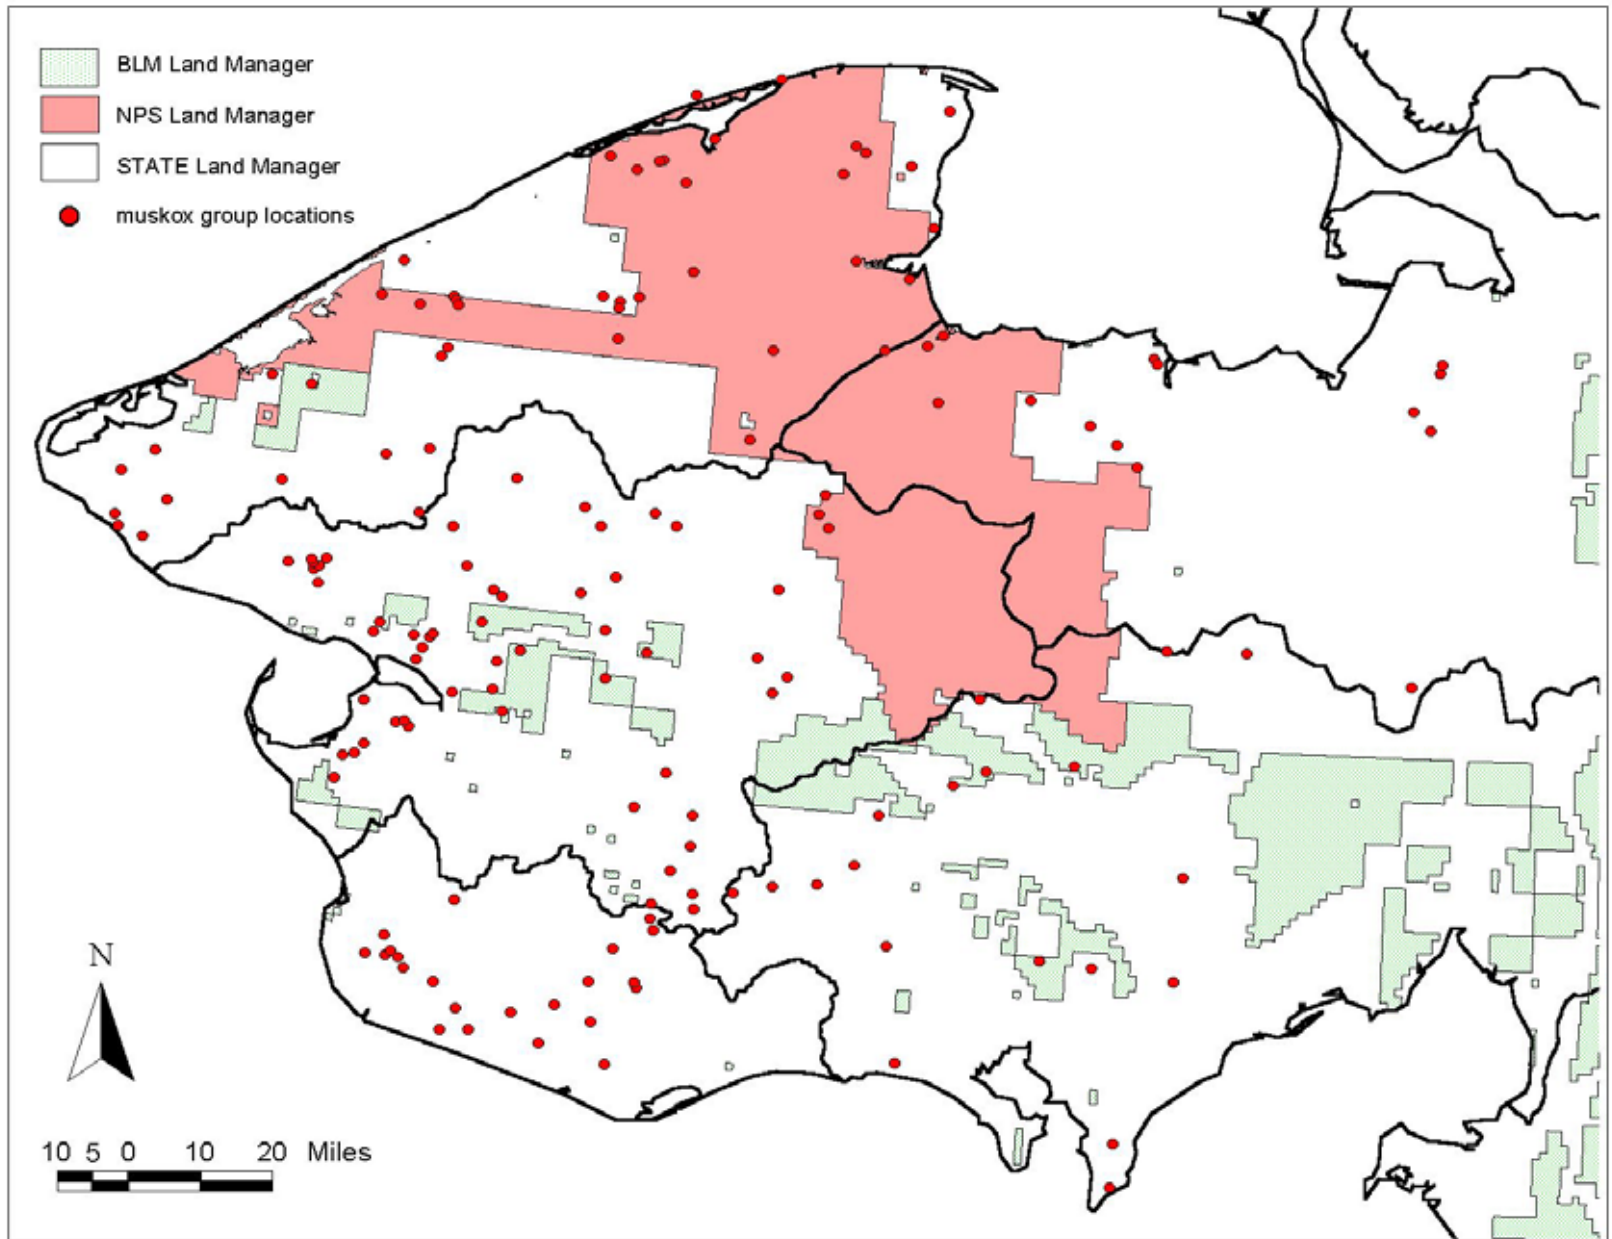 BLM Land Manager
NPS Land Manager
STATE Land Manager
muskox group locations
N
10 5 0 10 20 Miles